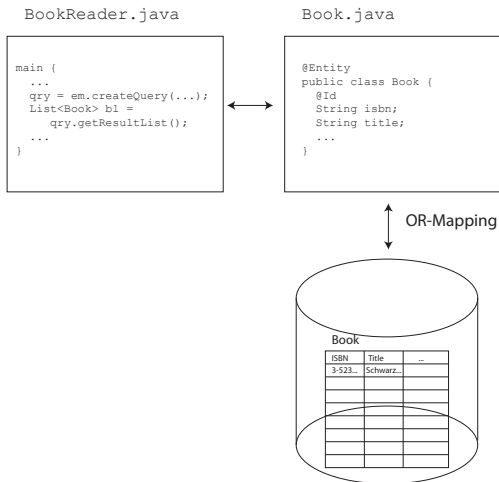 BookReader.java
Book.java
main {
...
qry = em.createQuery(...);
List<Book> bl =
qry.getResultList();
...
}
@Entity
public class Book {
@Id
String isbn;
String title;
...
}
OR-Mapping
Book
ISBN Title ...
3-523... Schwarz...